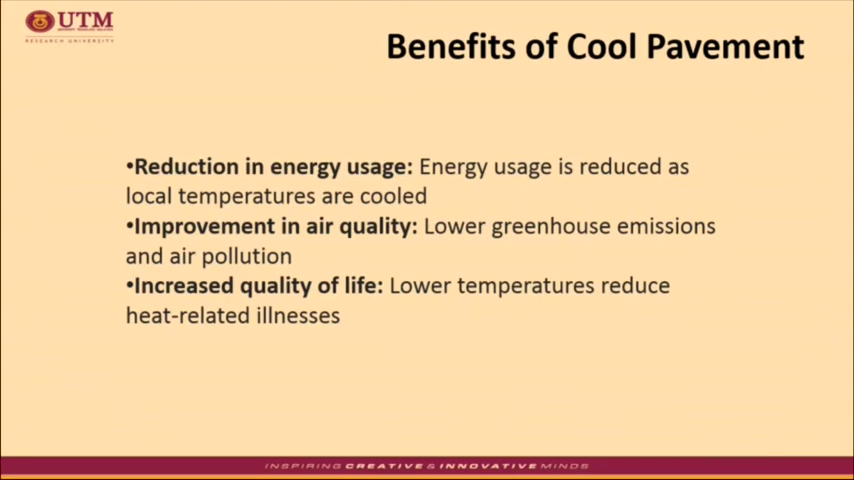 UTM
RESEARCH UNIVERSITY
Benefits of Cool Pavement
•Reduction in energy usage: Energy usage is reduced as
local temperatures are cooled
•Improvement in air quality: Lower greenhouse emissions
and air pollution
•Increased quality of life: Lower temperatures reduce
heat-related illnesses
INSPIRING CREATIVE & INNOVATIVE MINDS